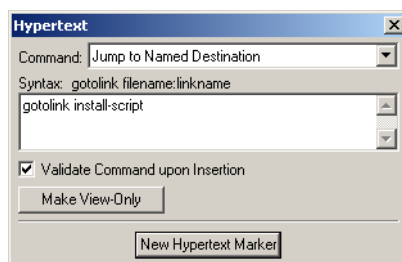 Hypertext
Command: Jump to Named Destination
Syntax: gotolink filename:linkname
gotolink install-script
Validate Command upon Insertion
Make View-Only
New Hypertext Marker